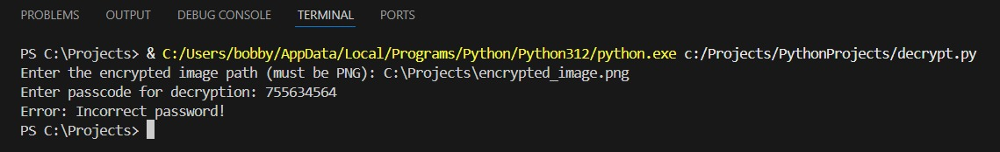 PROBLEMS OUTPUT DEBUG CONSOLE TERMINAL PORTS
PS C:\Projects> & C:/Users/bobby/AppData/Local/Programs/Python/Python312/python.exe c:/Projects/PythonProjects/decrypt.py
Enter the encrypted image path (must be PNG): C:\Projects\encrypted_image.png
Enter passcode for decryption: 755634564
Error: Incorrect password!
PS C:\Projects>